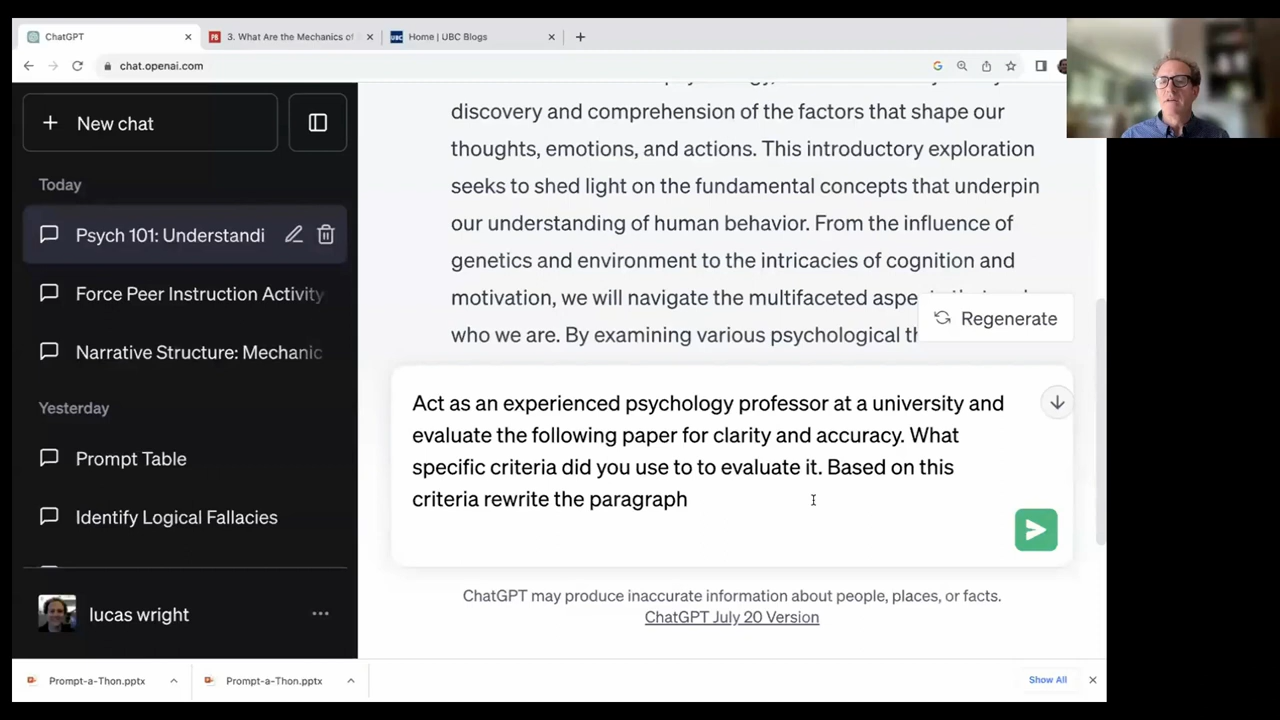 ChatGPT
3. What Are the Mechanics of
Home | UBC Blogs
chat.openai.com
New chat
Today
Psych 101: Understandi
Force Peer Instruction Activity
Narrative Structure: Mechanic
Yesterday
Prompt Table
Identify Logical Fallacies
lucas wright
discovery and comprehension of the factors that shape our
thoughts, emotions, and actions. This introductory exploration
seeks to shed light on the fundamental concepts that underpin
our understanding of human behavior. From the influence of
genetics and environment to the intricacies of cognition and
motivation, we will navigate the multifaceted
who we are. By examining various psychological
Regenerate
Act as an experienced psychology professor at a university and
evaluate the following paper for clarity and accuracy. What
specific criteria did you use to to evaluate it. Based on this
criteria rewrite the paragraph
ChatGPT may produce inaccurate information about people, places, or facts.
ChatGPT July 20 Version
Prompt-a-Thon.pptx
Prompt-a-Thon.pptx
Show All